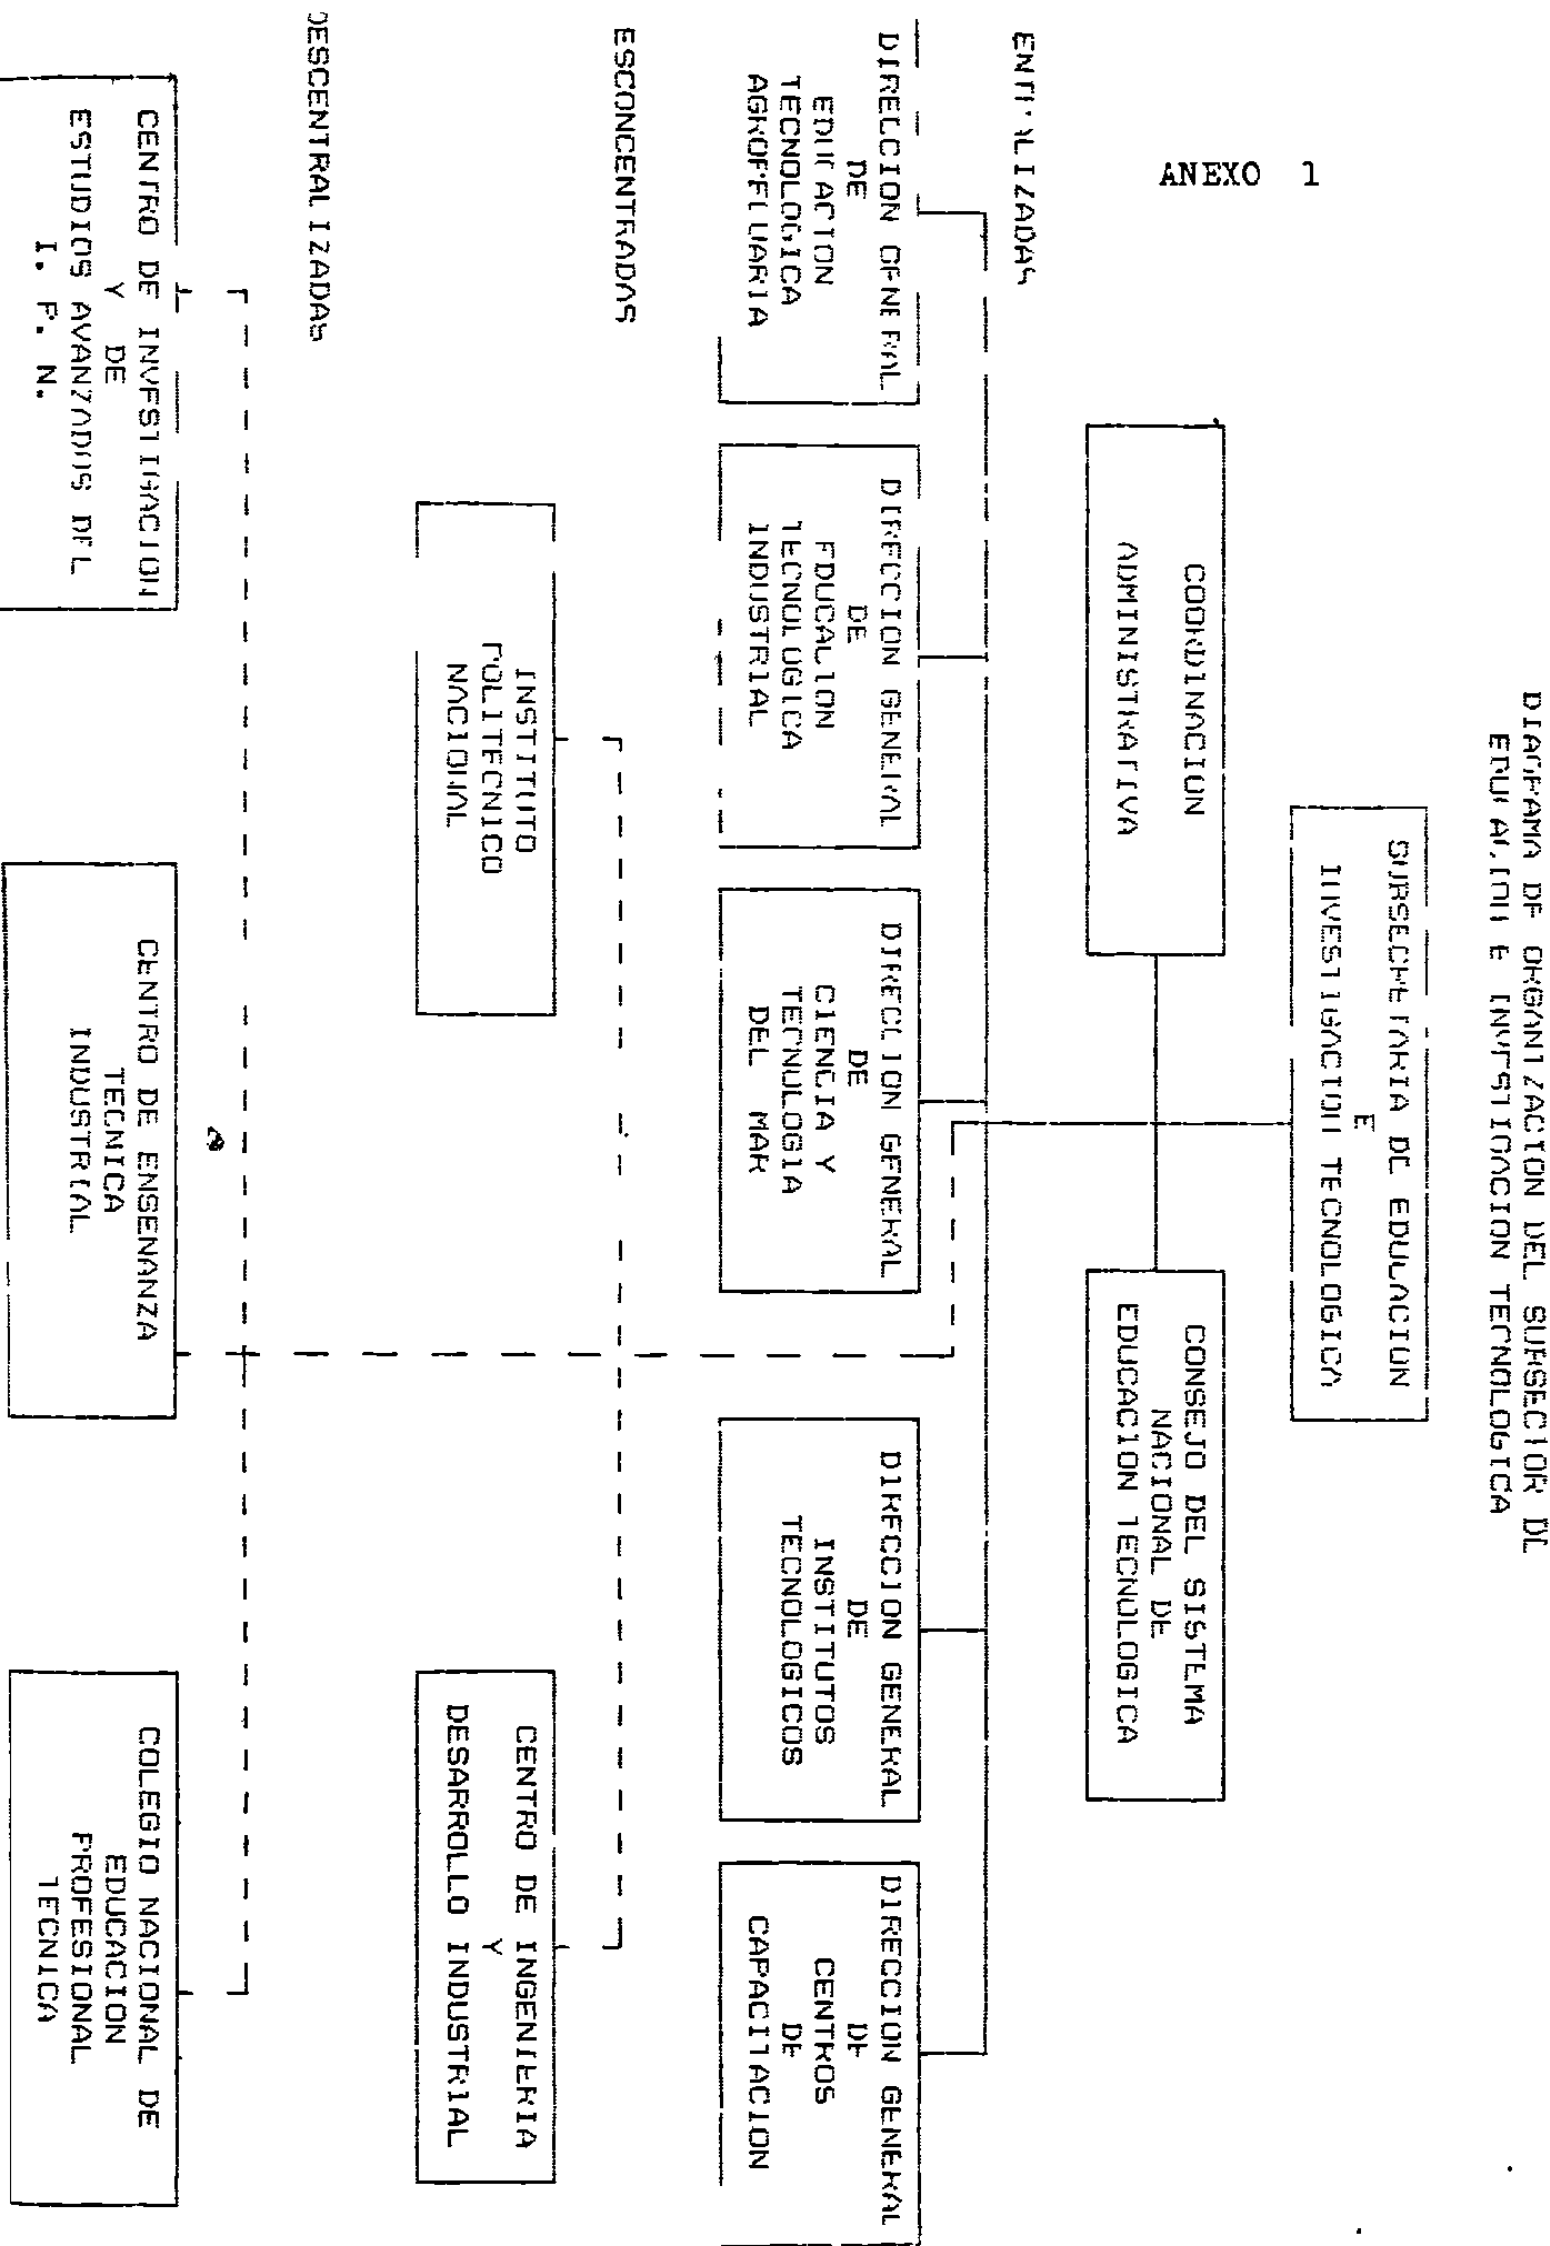 ANEXO 1
DIAGRAMA DE ORGANIZACION DEL SUBSECTOR DE
EDUCACION E INVESTIGACION TECNOLOGICA
SUBSECRETARIA DE EDUCACION
E
INVESTIGACION TECNOLOGICA
COORDINACION
ADMINISTRATIVA
CONSEJO DEL SISTEMA
NACIONAL DE
EDUCACION TECNOLOGICA
ENTRALIZADAS
DIRECCION GENERAL
DE
EDUCACION
TECNOLOGICA
AGROPECUARIA
DIRECCION GENERAL
DE
EDUCACION
TECNOLOGICA
INDUSTRIAL
DIRECCION GENERAL
DE
CIENCIA Y
TECNOLOGIA
DEL MAR
DIRECCION GENERAL
DE
INSTITUTOS
TECNOLOGICOS
DIRECCION GENERAL
DE
CENTROS
DE
CAPACITACION
ESCONCENTRADAS
INSTITUTO
POLITECNICO
NACIONAL
CENTRO DE INGENIERIA
Y
DESARROLLO INDUSTRIAL
DESCENTRALIZADAS
CENTRO DE INVESTIGACION
Y DE
ESTUDIOS AVANZADOS DEL
I. P. N.
CENTRO DE ENSENANZA
TECNICA
INDUSTRIAL
COLEGIO NACIONAL DE
EDUCACION
PROFESIONAL
TECNICA